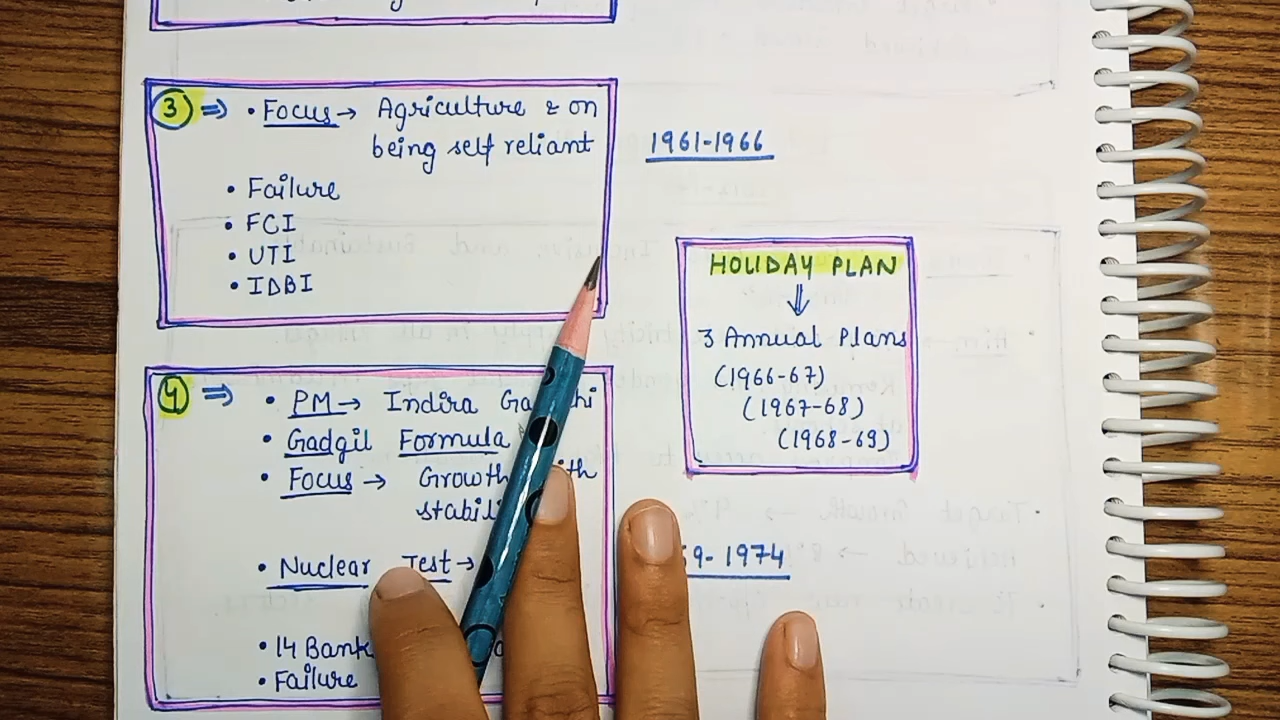 3 ⇒ • Focus → Agriculture & on
being self reliant
• Failure
• FCI
• UTI
• IDBI
1961-1966
HOLIDAY PLAN
⇓
3 Annual Plans
(1966-67)
(1967-68)
(1968-69)
4 ⇒ • PM → Indira
• Gadgil Formula
• Focus → Growth
• Nuclear Test →
• 14 Bank
• Failure
1974